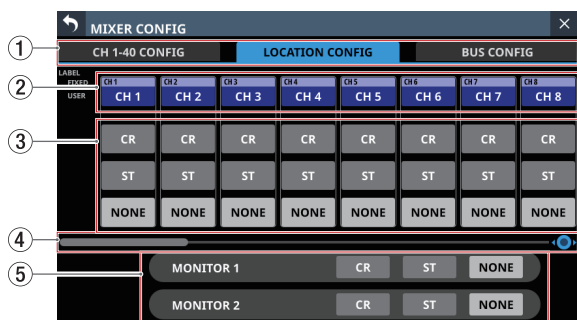 MIXER CONFIG
① CH 1-40 CONFIG LOCATION CONFIG BUS CONFIG
LABEL
FIXED CH 1 CH 2 CH 3 CH 4 CH 5 CH 6 CH 7 CH 8
② USER CH 1 CH 2 CH 3 CH 4 CH 5 CH 6 CH 7 CH 8
③ CR CR CR CR CR CR CR CR
ST ST ST ST ST ST ST ST
NONE NONE NONE NONE NONE NONE NONE NONE
④
⑤ MONITOR 1 CR ST NONE
MONITOR 2 CR ST NONE